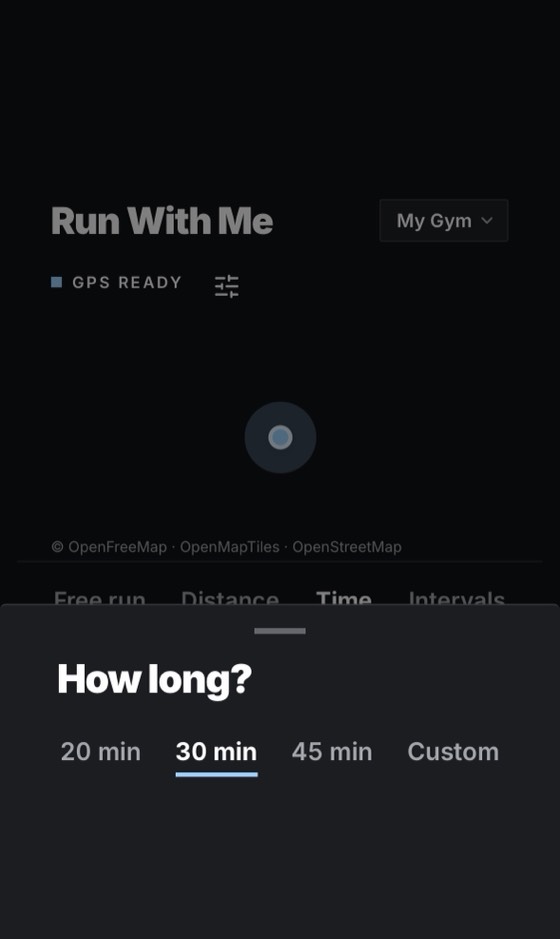 Run With Me
My Gym
GPS READY
© OpenFreeMap · OpenMapTiles · OpenStreetMap
Free run Distance Time Intervals
How long?
20 min 30 min 45 min Custom